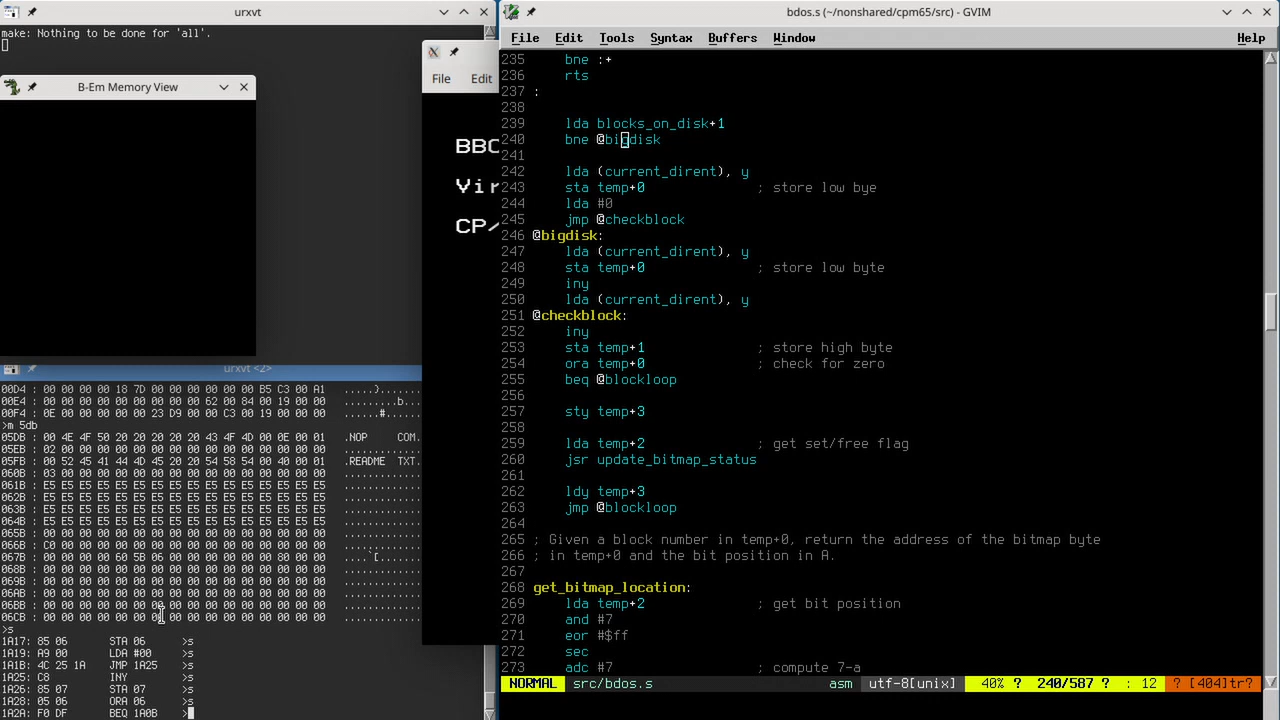 urxvt
make: Nothing to be done for 'all'.
B-Em Memory View
File Edit
BBC
Vir
CP/
urxvt <2>
00D4 : 00 00 00 00 18 7D 00 00 00 00 00 00 B5 C3 00 A1 .....}..........
00E4 : 00 00 00 00 00 00 00 00 00 00 62 00 84 00 19 00 00 ..........b.....
00F4 : 0E 00 00 00 00 23 D9 00 00 C3 00 19 00 00 00 .....#..........
>m 5db
05DB : 00 4E 4F 50 20 20 20 20 20 43 4F 4D 00 0E 00 01 .NOP COM.
05EB : 02 00 00 00 00 00 00 00 00 00 00 00 00 00 00 00 ................
05FB : 00 52 45 41 44 4D 45 20 20 54 58 54 00 40 00 01 .README TXT.
060B : 03 00 00 00 00 00 00 00 00 00 00 00 00 00 00 00
061B : E5 E5 E5 E5 E5 E5 E5 E5 E5 E5 E5 E5 E5 E5 E5 E5
062B : E5 E5 E5 E5 E5 E5 E5 E5 E5 E5 E5 E5 E5 E5 E5 E5
063B : E5 E5 E5 E5 E5 E5 E5 E5 E5 E5 E5 E5 E5 E5 E5 E5
064B : E5 E5 E5 E5 E5 E5 E5 E5 E5 E5 E5 E5 E5 E5 E5 E5
065B : 00 00 00 00 00 00 00 00 00 00 00 00 00 00 00 00
066B : C0 00 00 00 00 00 00 00 00 00 00 00 00 00 00 00
067B : 00 00 00 00 60 5B 00 00 00 00 00 00 00 00 00 00 ....`[..........
068B : 00 00 00 00 00 00 00 00 00 00 00 00 00 00 00 00
069B : 00 00 00 00 00 00 00 00 00 00 00 00 00 00 00 00
06AB : 00 00 00 00 00 00 00 00 00 00 00 00 00 00 00 00
06BB : 00 00 00 00 00 00 00 00 00 00 00 00 00 00 00 00
06CB : 00 00 00 00 00 00 00 00 00 00 00 00 00 00 00 00
>s
1A17: 85 06 STA 06 >s
1A19: A9 00 LDA #00 >s
1A1B: 4C 25 1A JMP 1A25 >s
1A25: C8 INY >s
1A26: 85 07 STA 07 >s
1A28: 05 06 ORA 06 >s
1A2A: F0 DF BEQ 1A0B >
bdos.s (~/nonshared/cpm65/src) - GVIM
File Edit Tools Syntax Buffers Window Help
235 bne :+
236 rts
237 :
238
239 lda blocks_on_disk+1
240 bne @bigdisk
241
242 lda (current_dirent), y
243 sta temp+0 ; store low bye
244 lda #0
245 jmp @checkblock
246 @bigdisk:
247 lda (current_dirent), y
248 sta temp+0 ; store low byte
249 iny
250 lda (current_dirent), y
251 @checkblock:
252 iny
253 sta temp+1 ; store high byte
254 ora temp+0 ; check for zero
255 beq @blockloop
256
257 sty temp+3
258
259 lda temp+2 ; get set/free flag
260 jsr update_bitmap_status
261
262 ldy temp+3
263 jmp @blockloop
264
265 ; Given a block number in temp+0, return the address of the bitmap byte
266 ; in temp+0 and the bit position in A.
267
268 get_bitmap_location:
269 lda temp+2 ; get bit position
270 and #7
271 eor #$ff
272 sec
273 adc #7 ; compute 7-a
NORMAL src/bdos.s asm utf-8[unix] 40% ? 240/587 ? : 12 ? [404]tr?